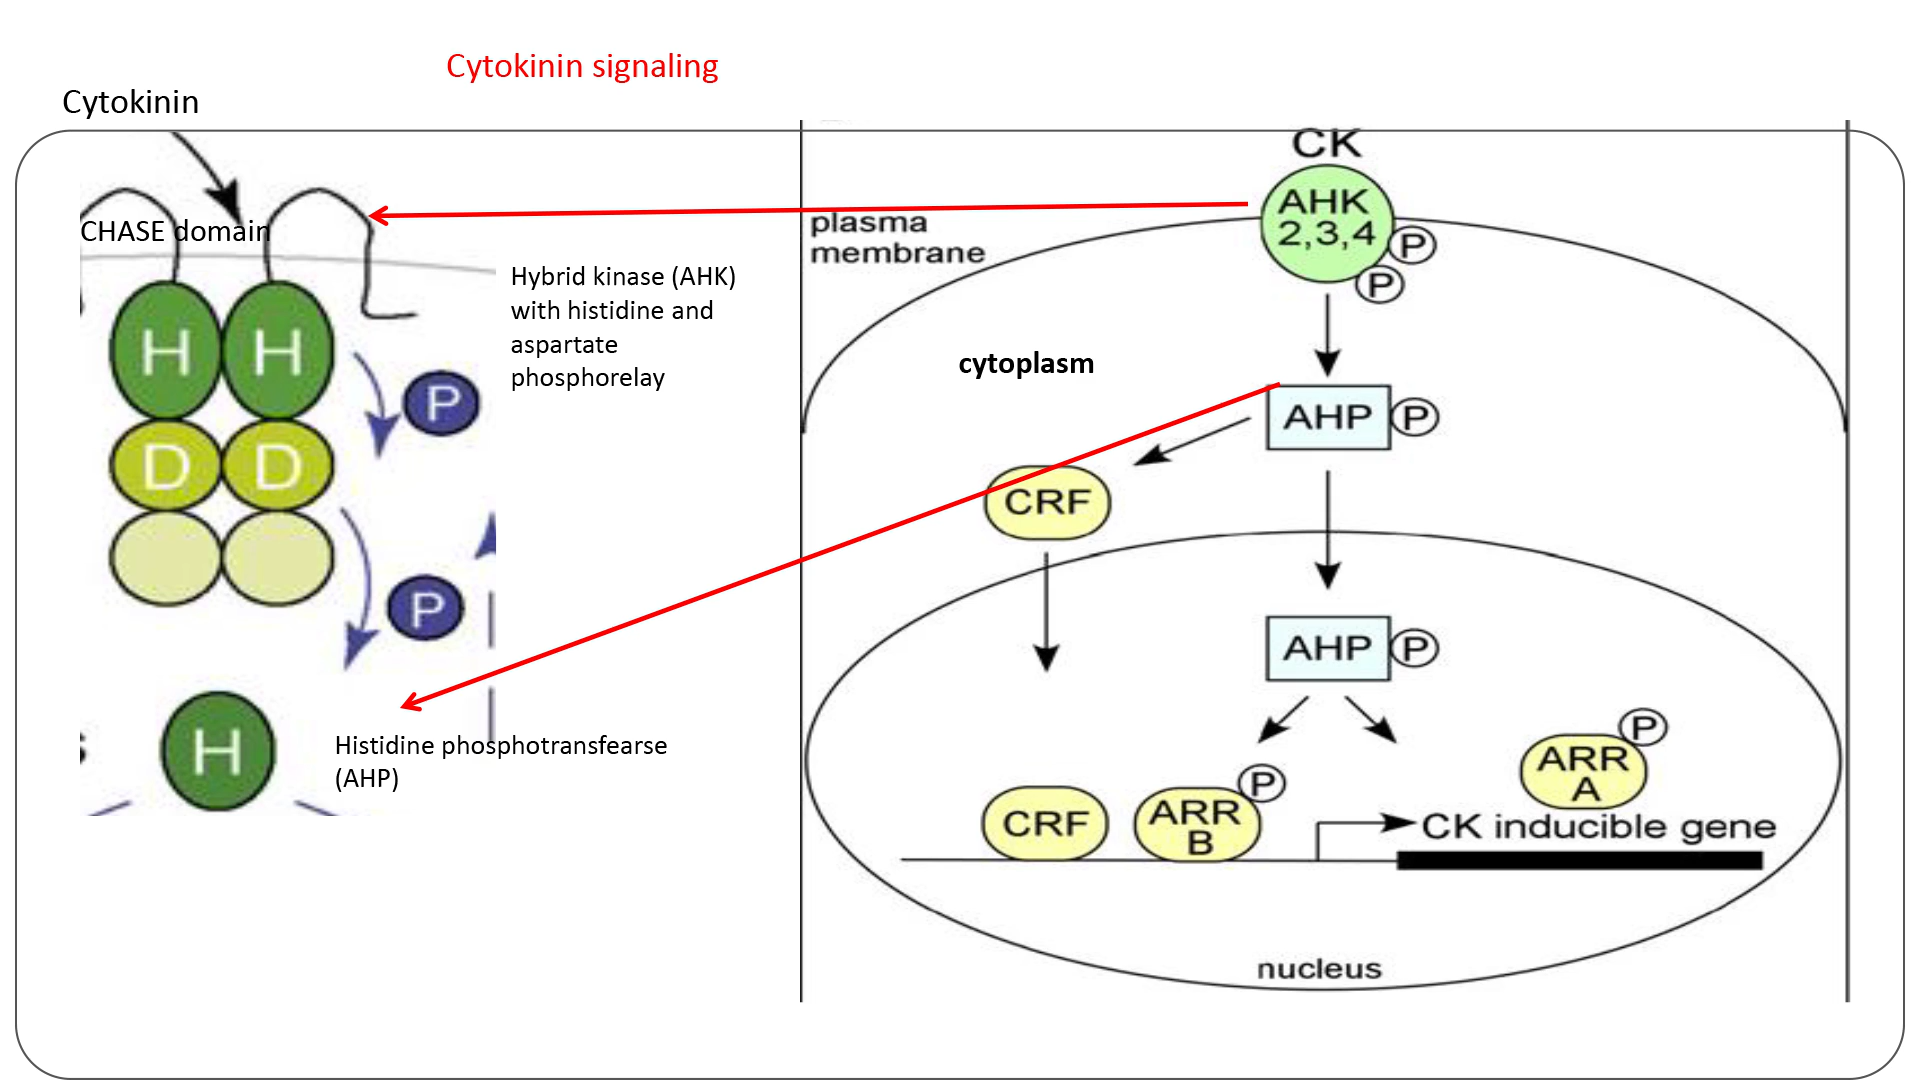 Cytokinin signaling
Cytokinin
CHASE domain
H H
P
D D
P
H
Hybrid kinase (AHK)
with histidine and
aspartate
phosphorelay
Histidine phosphotransfearse
(AHP)
CK
AHK
2,3,4
P
P
plasma
membrane
cytoplasm
AHP P
CRF
AHP P
CRF
ARR
B
P
ARR
A
P
CK inducible gene
nucleus